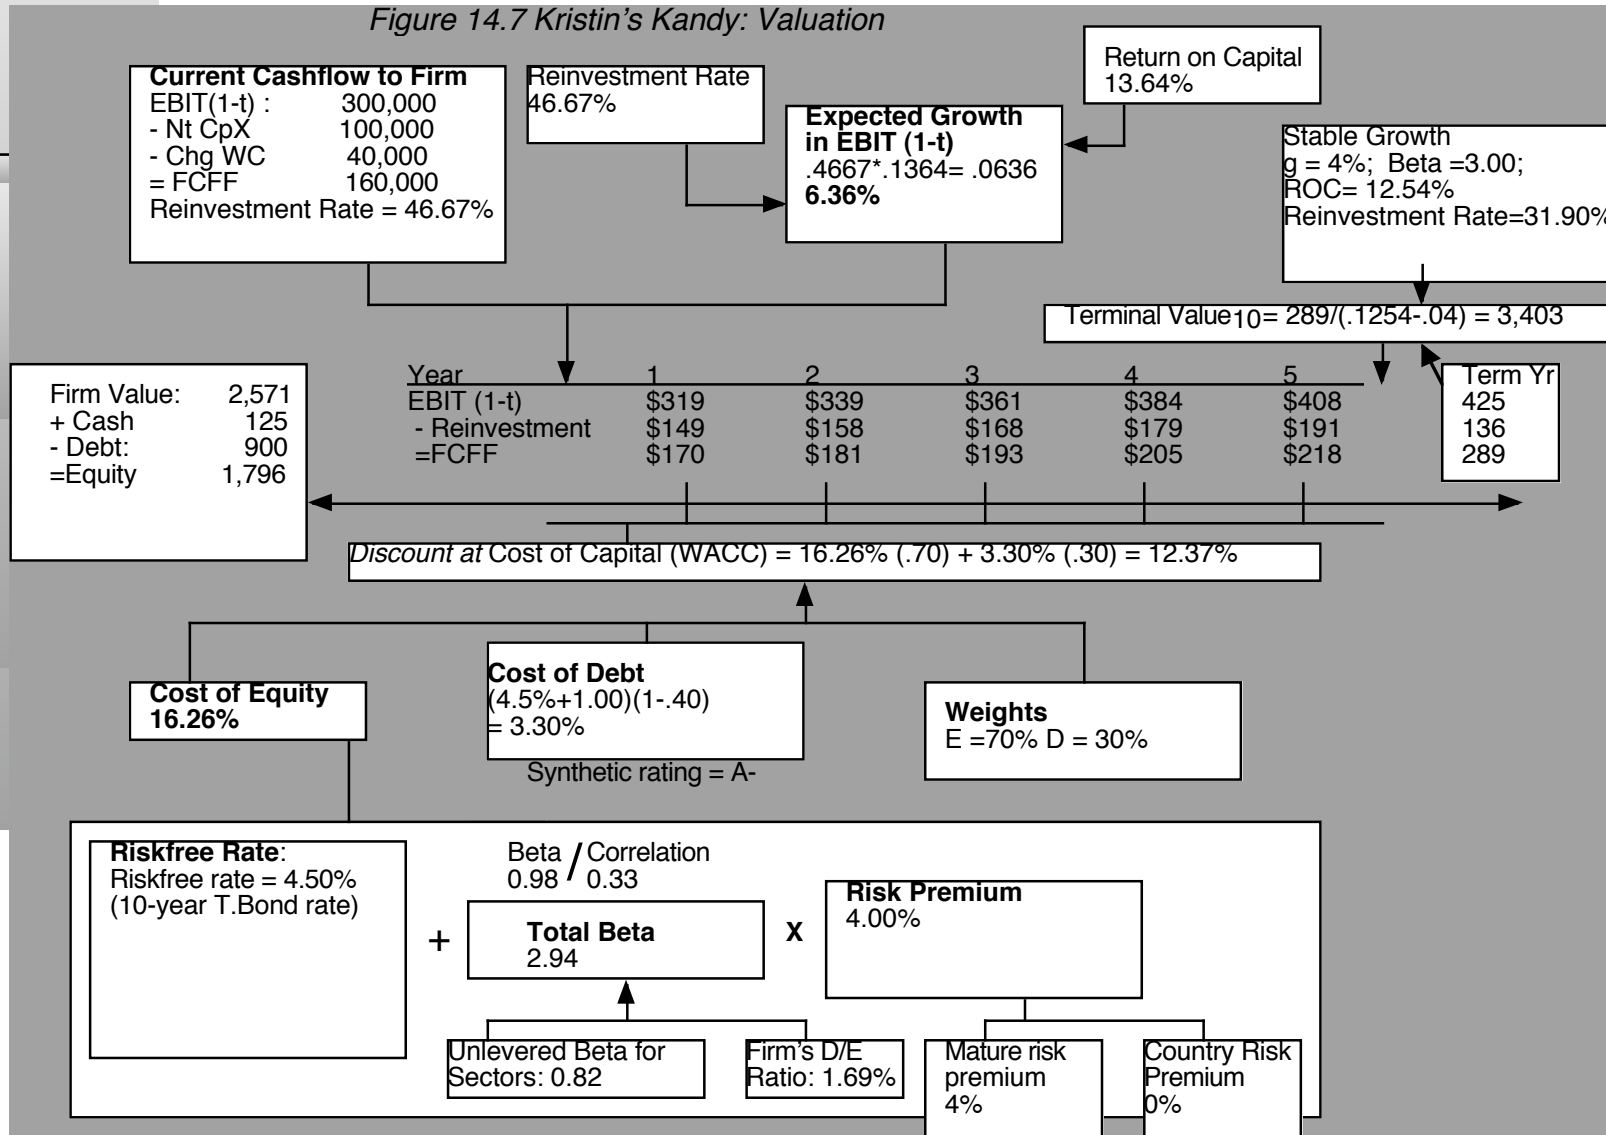 Figure 14.7 Kristin's Kandy: Valuation
Current Cashflow to Firm
EBIT(1-t) : 300,000
- Nt CpX 100,000
- Chg WC 40,000
= FCFF 160,000
Reinvestment Rate = 46.67%
Reinvestment Rate
46.67%
Expected Growth
in EBIT (1-t)
.4667*.1364= .0636
6.36%
Return on Capital
13.64%
Stable Growth
g = 4%; Beta =3.00;
ROC= 12.54%
Reinvestment Rate=31.90%
Terminal Value10= 289/(.1254-.04) = 3,403
Firm Value: 2,571
+ Cash 125
- Debt: 900
=Equity 1,796
Year 1 2 3 4 5
EBIT (1-t) $319 $339 $361 $384 $408
- Reinvestment $149 $158 $168 $179 $191
=FCFF $170 $181 $193 $205 $218
Term Yr
425
136
289
Discount at Cost of Capital (WACC) = 16.26% (.70) + 3.30% (.30) = 12.37%
Cost of Equity
16.26%
Cost of Debt
(4.5%+1.00)(1-.40)
= 3.30%
Synthetic rating = A-
Weights
E =70% D = 30%
Riskfree Rate:
Riskfree rate = 4.50%
(10-year T.Bond rate)
+
Beta / Correlation
0.98 0.33
Total Beta
2.94
X
Risk Premium
4.00%
Unlevered Beta for
Sectors: 0.82
Firm's D/E
Ratio: 1.69%
Mature risk
premium
4%
Country Risk
Premium
0%